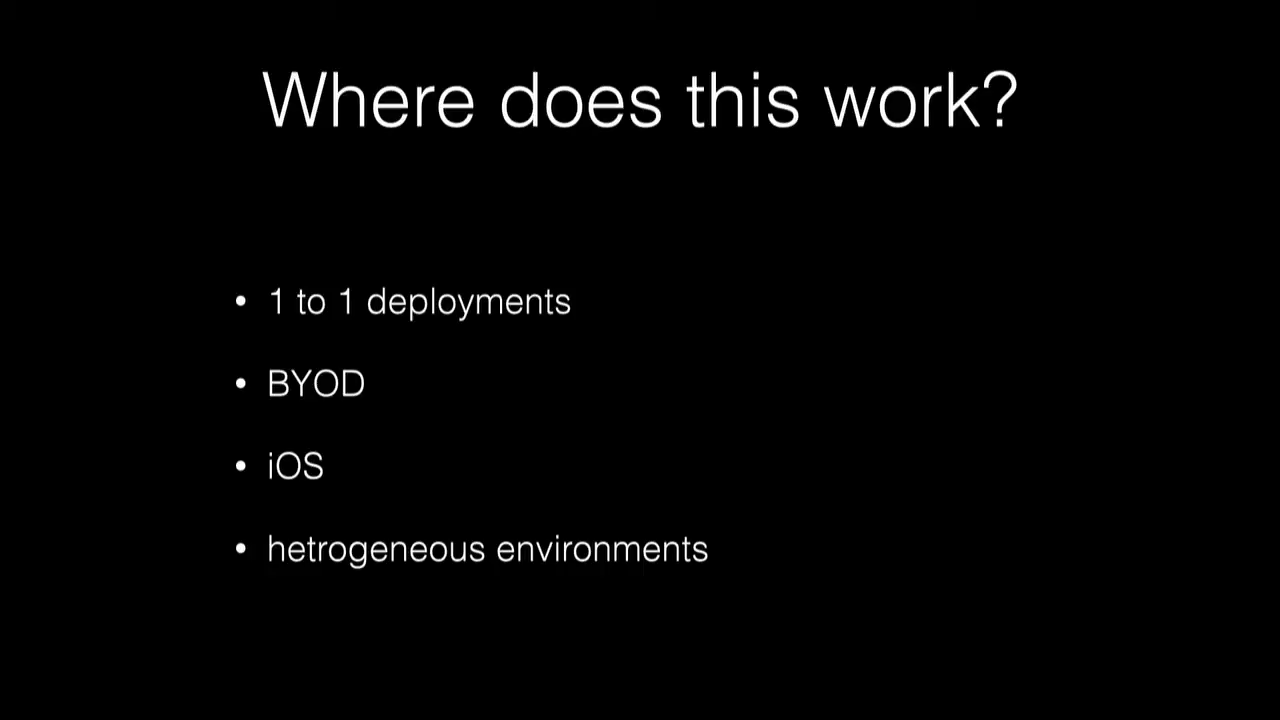 Where does this work?
• 1 to 1 deployments
• BYOD
• iOS
• hetrogeneous environments